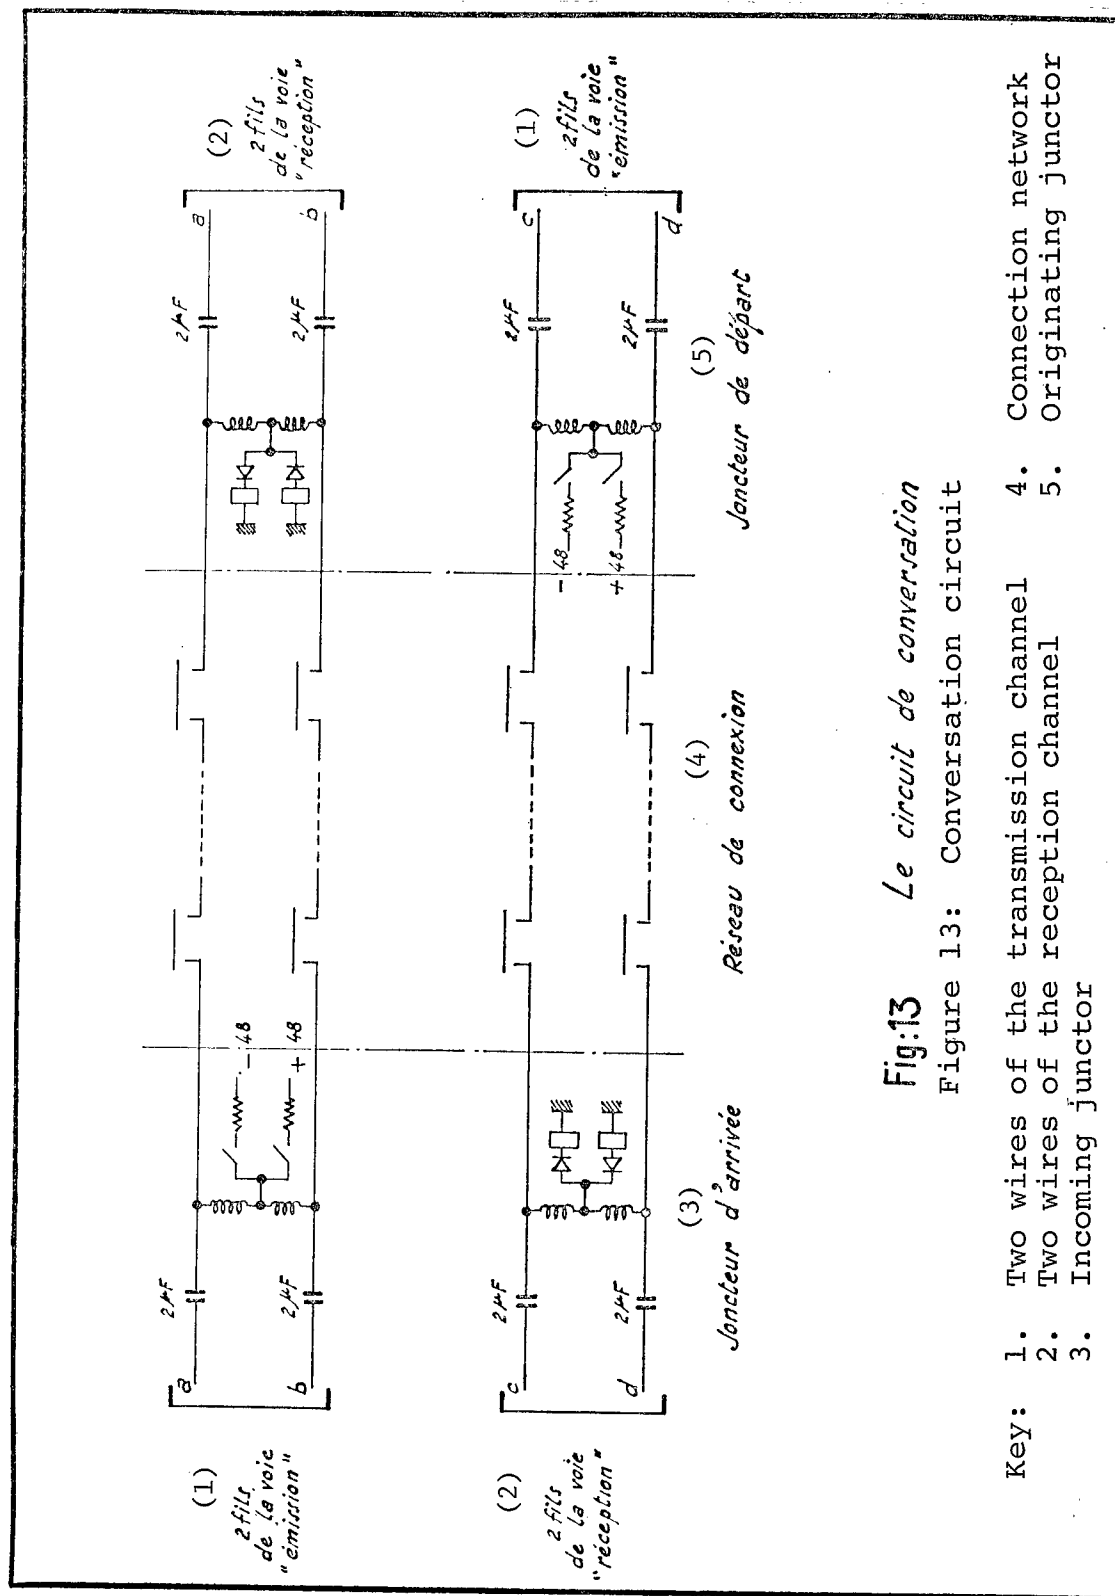 (1)
2 fils
de la voie
"émission"
a
b
2µF
2µF
- 48
+ 48
2µF
2µF
a
b
(2)
2 fils
de la voie
"réception"
(2)
2 fils
de la voie
"réception"
c
d
2µF
2µF
- 48
+ 48
2µF
2µF
c
d
(1)
2 fils
de la voie
"émission"
(3)
Joncteur d'arrivée
(4)
Réseau de connexion
(5)
Joncteur de départ
Fig:13 Le circuit de conversation
Figure 13: Conversation circuit
Key: 1. Two wires of the transmission channel 4. Connection network
2. Two wires of the reception channel 5. Originating junctor
3. Incoming junctor